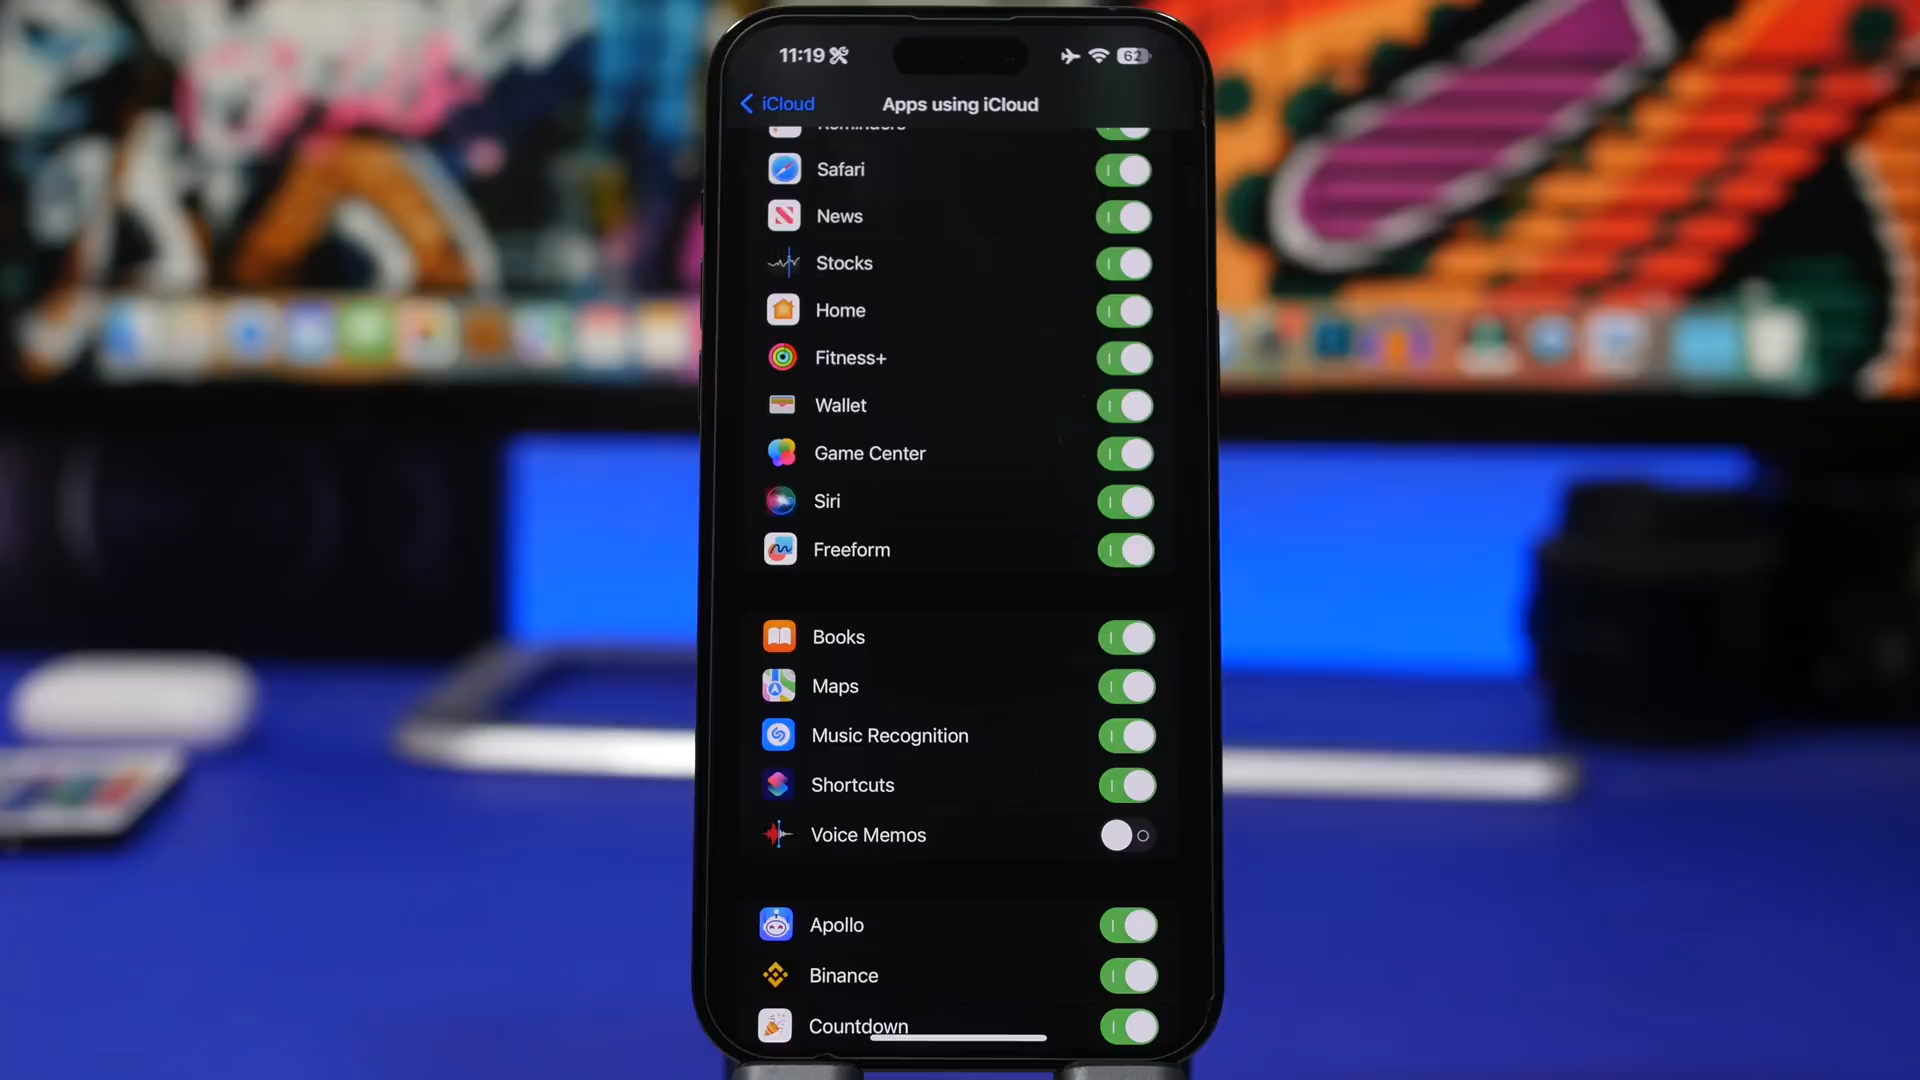 11:19
62
iCloud
Apps using iCloud
Reminders
Safari
News
Stocks
Home
Fitness+
Wallet
Game Center
Siri
Freeform
Books
Maps
Music Recognition
Shortcuts
Voice Memos
Apollo
Binance
Countdown